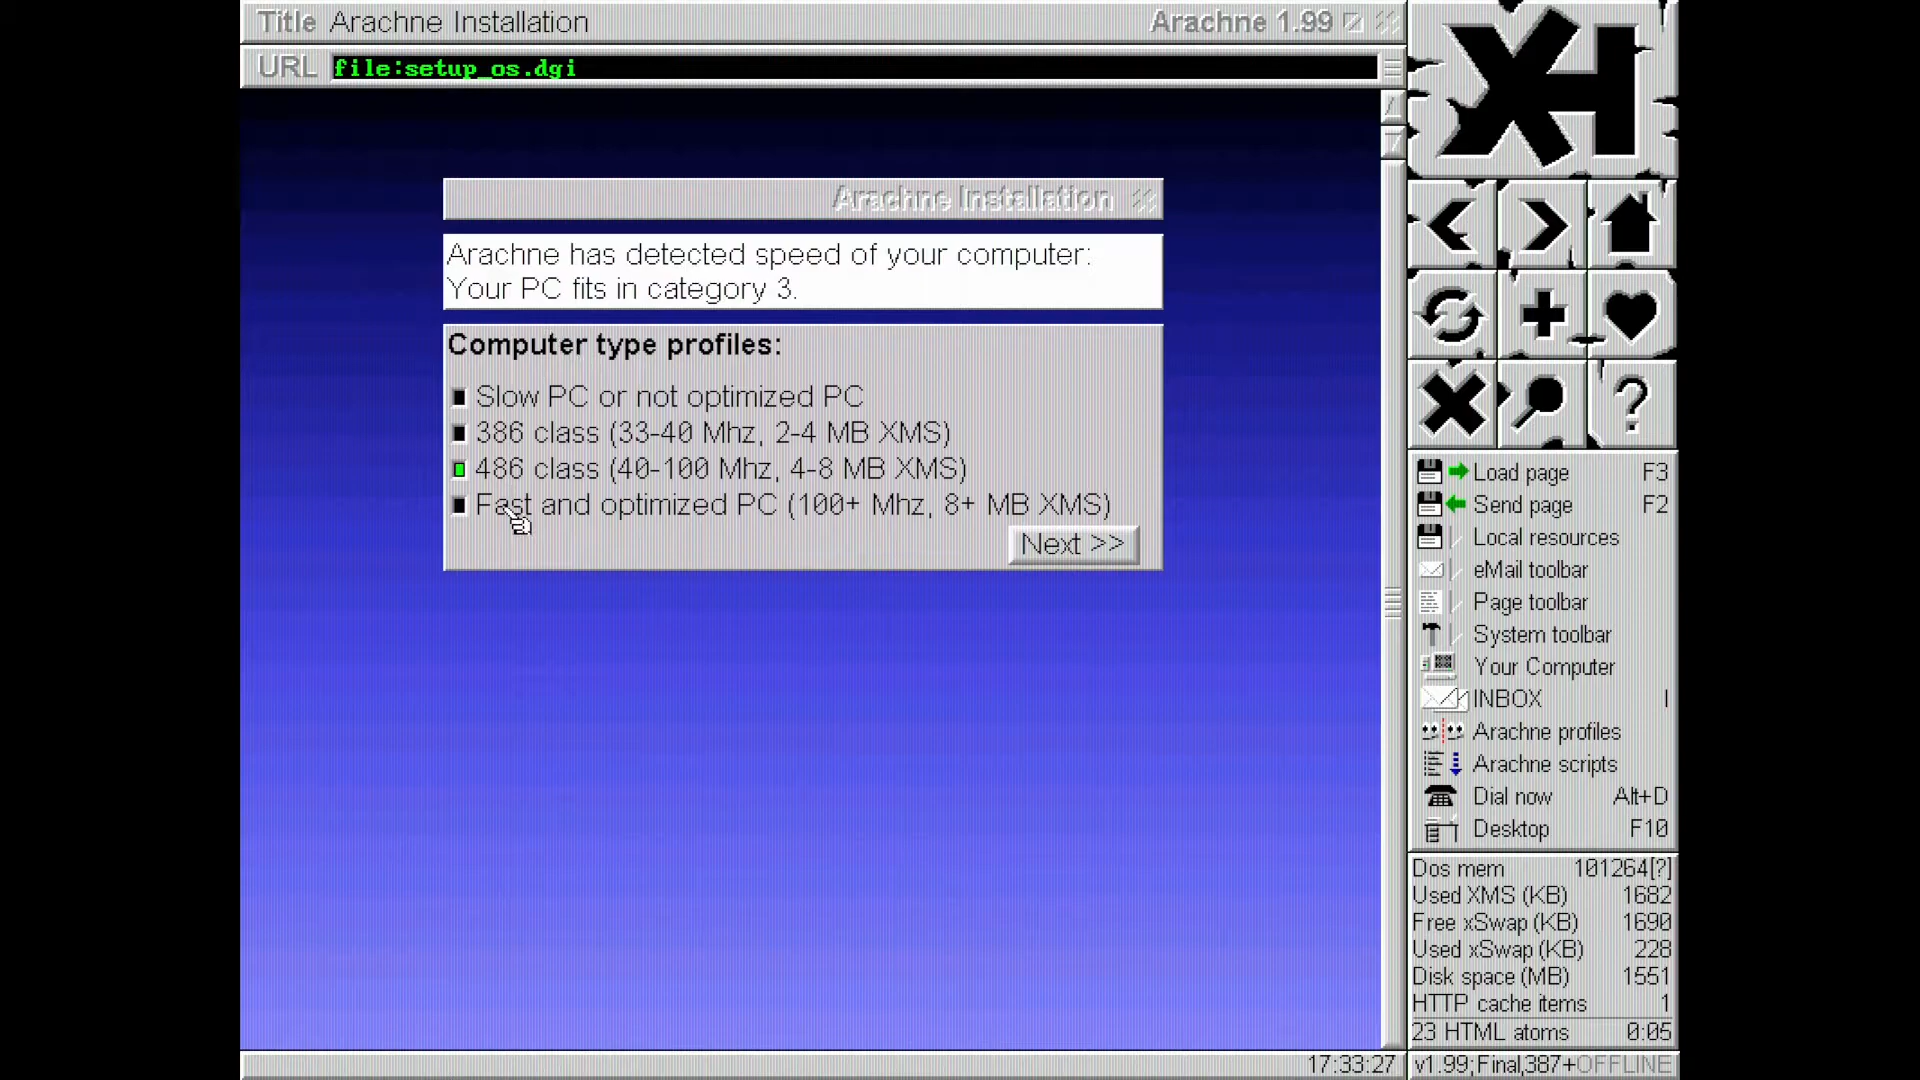 Title Arachne Installation
Arachne 1.99
URL file:setup_os.dgi
Arachne Installation
Arachne has detected speed of your computer:
Your PC fits in category 3.
Computer type profiles:
Slow PC or not optimized PC
386 class (33-40 Mhz, 2-4 MB XMS)
486 class (40-100 Mhz, 4-8 MB XMS)
Fast and optimized PC (100+ Mhz, 8+ MB XMS)
Next >>
Load page F3
Send page F2
Local resources
eMail toolbar
Page toolbar
System toolbar
Your Computer
INBOX I
Arachne profiles
Arachne scripts
Dial now Alt+D
Desktop F10
Dos mem 101264[?]
Used XMS (KB) 1682
Free xSwap (KB) 1690
Used xSwap (KB) 228
Disk space (MB) 1551
HTTP cache items 1
23 HTML atoms 0:05
17:33:27
v1.99;Final,387+OFFLINE